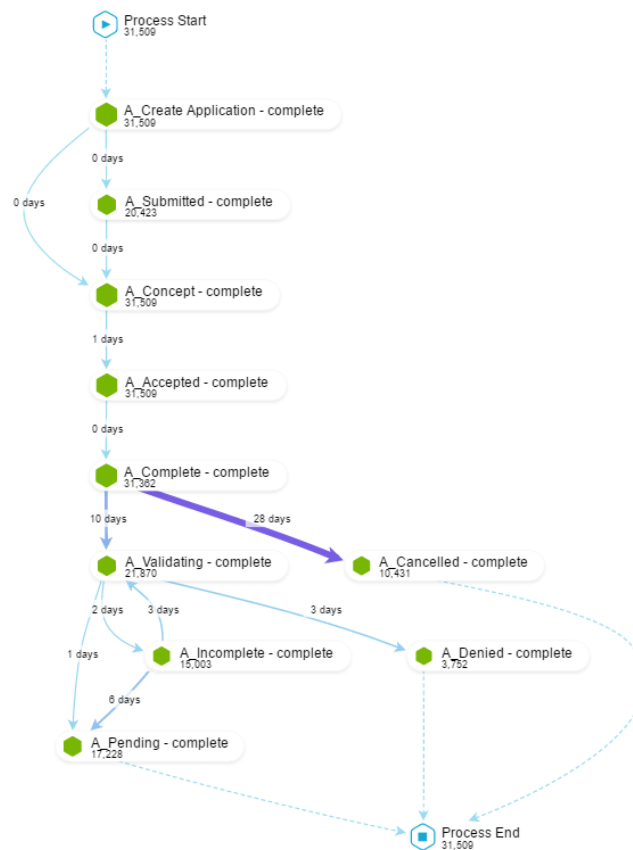 Process Start
31,509
A_Create Application - complete
31,509
0 days
0 days
A_Submitted - complete
20,423
0 days
A_Concept - complete
31,509
1 days
A_Accepted - complete
31,509
0 days
A_Complete - complete
31,362
10 days
28 days
A_Validating - complete
21,870
A_Cancelled - complete
10,431
2 days
3 days
3 days
1 days
A_Incomplete - complete
15,003
A_Denied - complete
3,752
6 days
A_Pending - complete
17,228
Process End
31,509